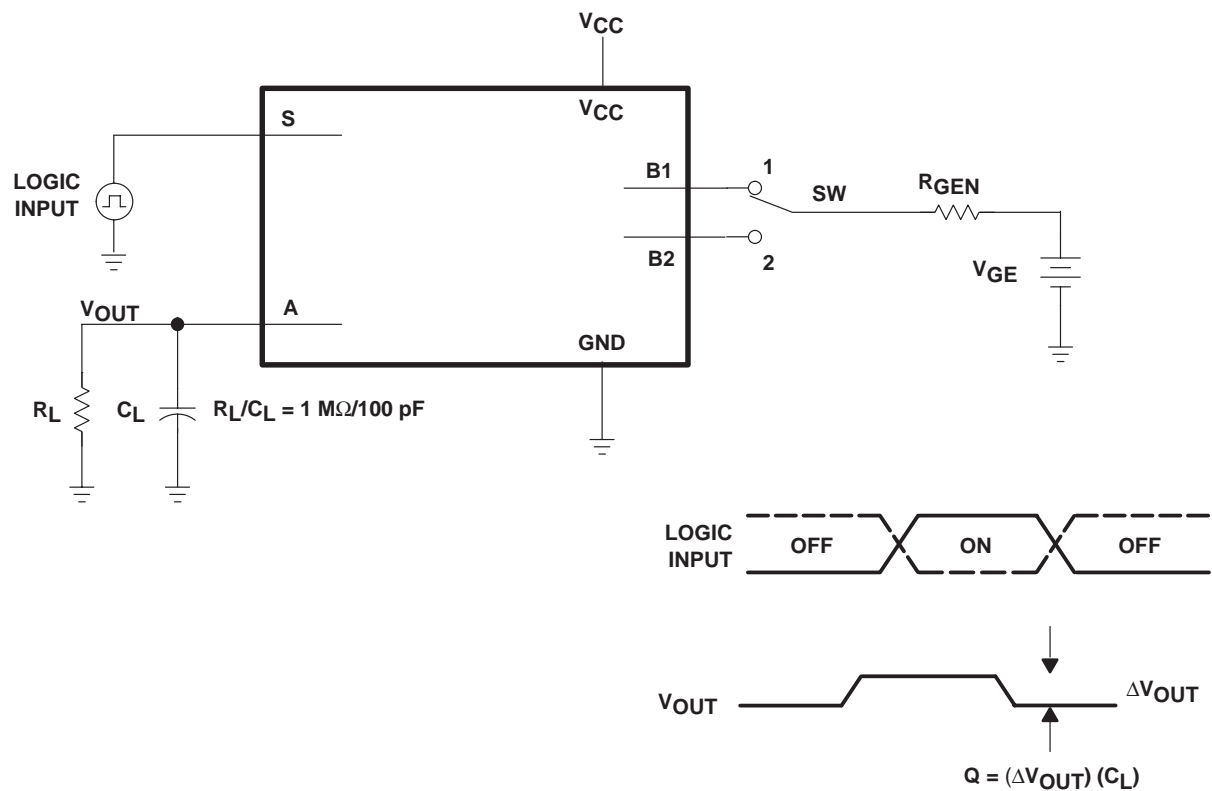 VCC
VCC
S
LOGIC
INPUT
B1
1
SW
RGEN
B2
2
VGE
VOUT
A
GND
RL
CL
RL/CL = 1 MΩ/100 pF
LOGIC
INPUT
OFF
ON
OFF
VOUT
ΔVOUT
Q = (ΔVOUT) (CL)